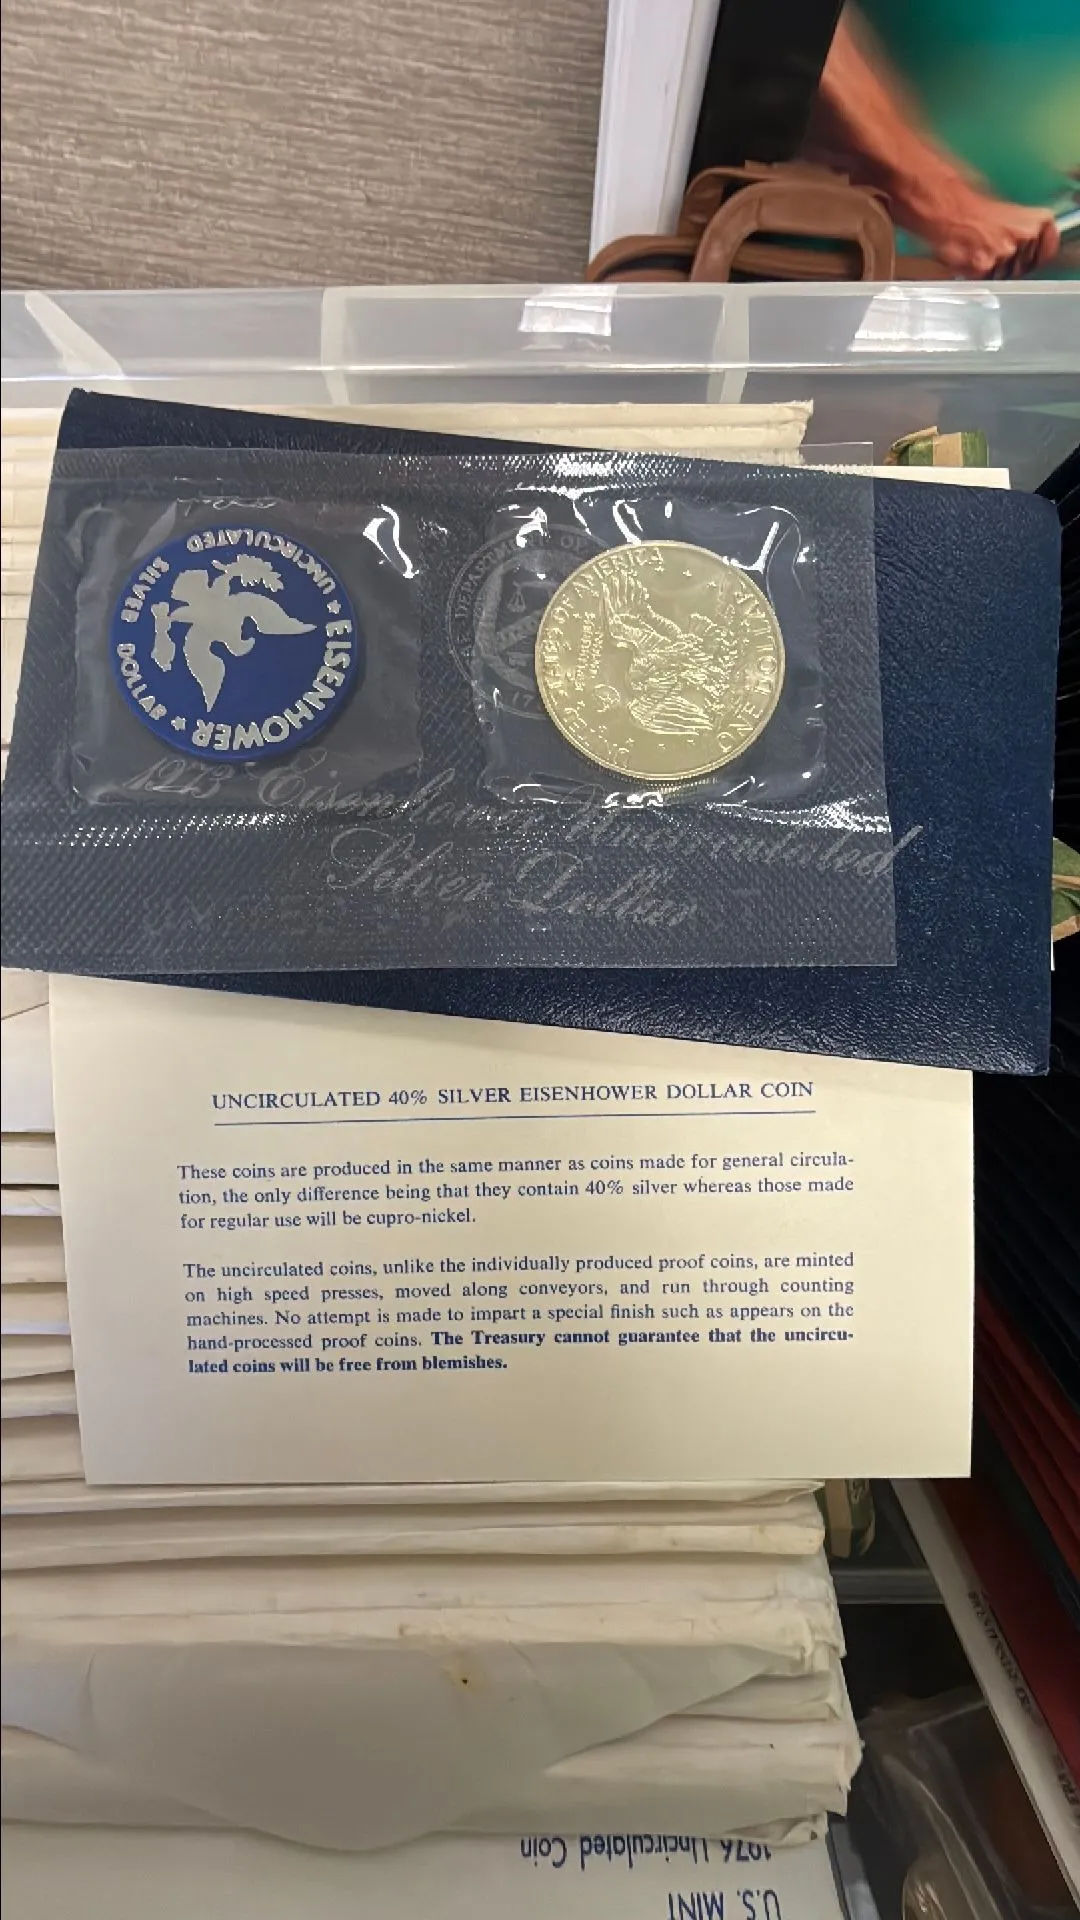 UNCIRCULATED SILVER DOLLAR ★ EISENHOWER ★
UNITED STATES OF AMERICA
ONE DOLLAR
1973 Eisenhower Uncirculated
Silver Dollar
UNCIRCULATED 40% SILVER EISENHOWER DOLLAR COIN
These coins are produced in the same manner as coins made for general circula-
tion, the only difference being that they contain 40% silver whereas those made
for regular use will be cupro-nickel.
The uncirculated coins, unlike the individually produced proof coins, are minted
on high speed presses, moved along conveyors, and run through counting
machines. No attempt is made to impart a special finish such as appears on the
hand-processed proof coins. The Treasury cannot guarantee that the uncircu-
lated coins will be free from blemishes.
U.S. MINT
1976 Uncirculated Coin